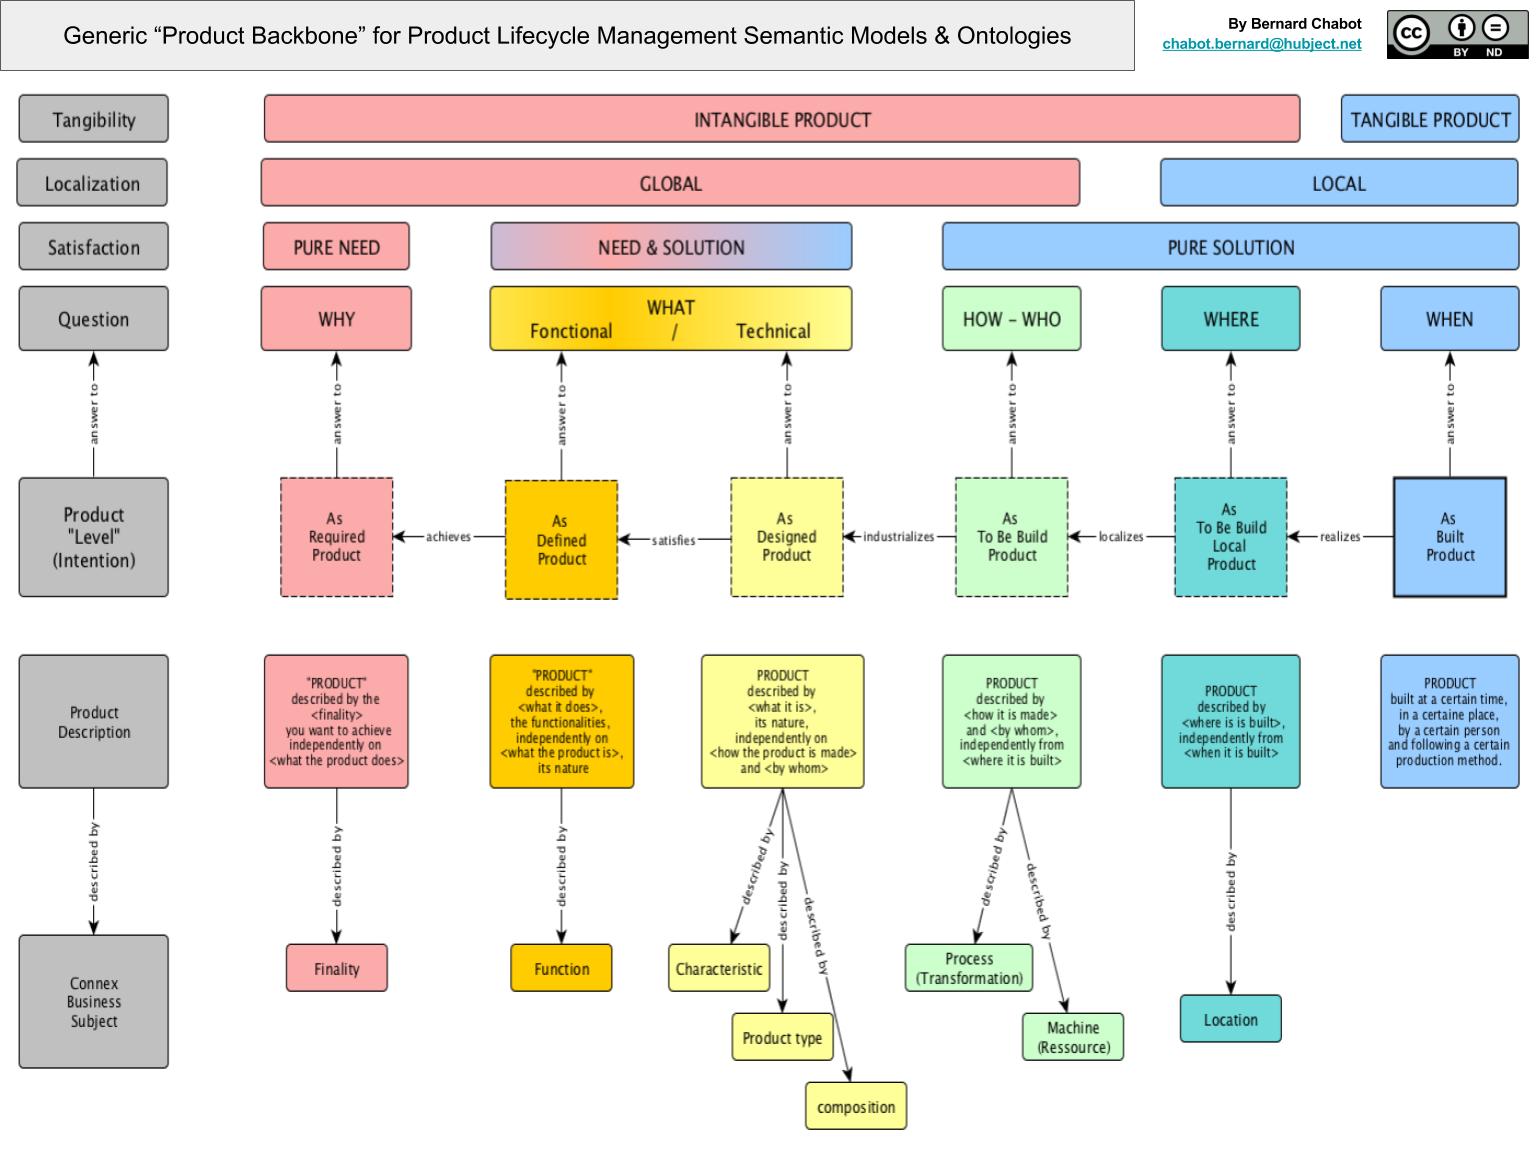 Generic “Product Backbone” for Product Lifecycle Management Semantic Models & Ontologies
By Bernard Chabot
chabot.bernard@hubject.net
cc
BY ND
Tangibility
INTANGIBLE PRODUCT
TANGIBLE PRODUCT
Localization
GLOBAL
LOCAL
Satisfaction
PURE NEED
NEED & SOLUTION
PURE SOLUTION
Question
WHY
WHAT
Fonctional / Technical
HOW – WHO
WHERE
WHEN
answer to
answer to
answer to
answer to
answer to
answer to
answer to
Product
"Level"
(Intention)
As
Required
Product
achieves
As
Defined
Product
satisfies
As
Designed
Product
industrializes
As
To Be Build
Product
localizes
As
To Be Build
Local
Product
realizes
As
Built
Product
Product
Description
"PRODUCT"
described by the
<finality>
you want to achieve
independently on
<what the product does>
"PRODUCT"
described by
<what it does>,
the functionalities,
independently on
<what the product is>,
its nature
PRODUCT
described by
<what it is>,
its nature,
independently on
<how the product is made>
and <by whom>
PRODUCT
described by
<how it is made>
and <by whom>,
independently from
<where it is built>
PRODUCT
described by
<where is is built>,
independently from
<when it is built>
PRODUCT
built at a certain time,
in a certaine place,
by a certain person
and following a certain
production method.
described by
described by
described by
described by
described by
described by
described by
described by
described by
Connex
Business
Subject
Finality
Function
Characteristic
Product type
composition
Process
(Transformation)
Machine
(Ressource)
Location